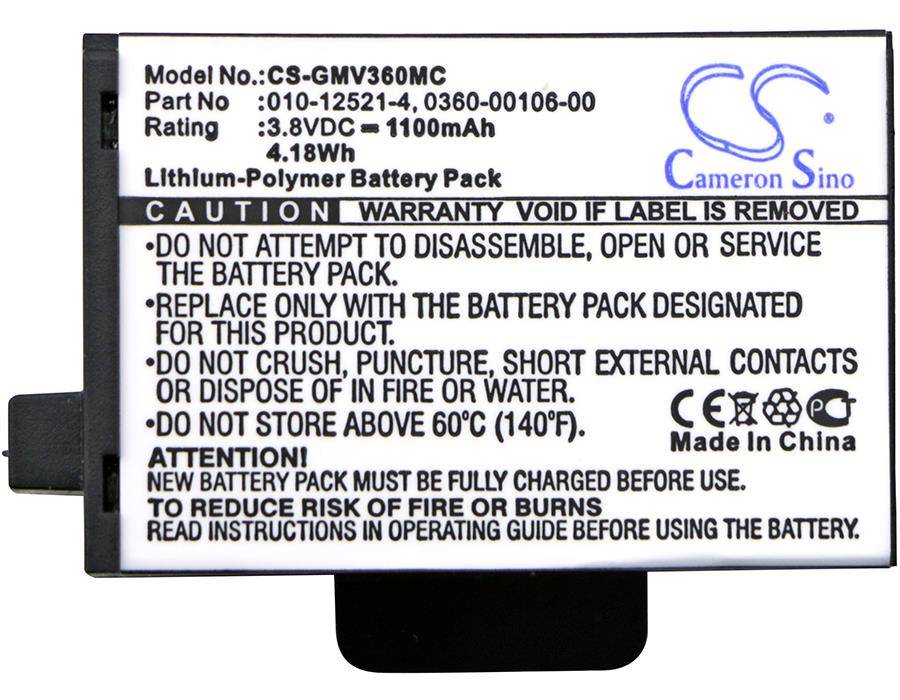 Model No.:CS-GMV360MC
Part No :010-12521-4, 0360-00106-00
Rating :3.8VDC ⎓ 1100mAh
4.18Wh
Lithium-Polymer Battery Pack
CS
Cameron Sino
CAUTION WARRANTY VOID IF LABEL IS REMOVED
•DO NOT ATTEMPT TO DISASSEMBLE, OPEN OR SERVICE
THE BATTERY PACK.
•REPLACE ONLY WITH THE BATTERY PACK DESIGNATED
FOR THIS PRODUCT.
•DO NOT CRUSH, PUNCTURE, SHORT EXTERNAL CONTACTS
OR DISPOSE OF IN FIRE OR WATER.
•DO NOT STORE ABOVE 60°C (140°F).
CE PCT
Made In China
ATTENTION!
NEW BATTERY PACK MUST BE FULLY CHARGED BEFORE USE.
TO REDUCE RISK OF FIRE OR BURNS
READ INSTRUCTIONS IN OPERATING GUIDE BEFORE USING THE BATTERY.